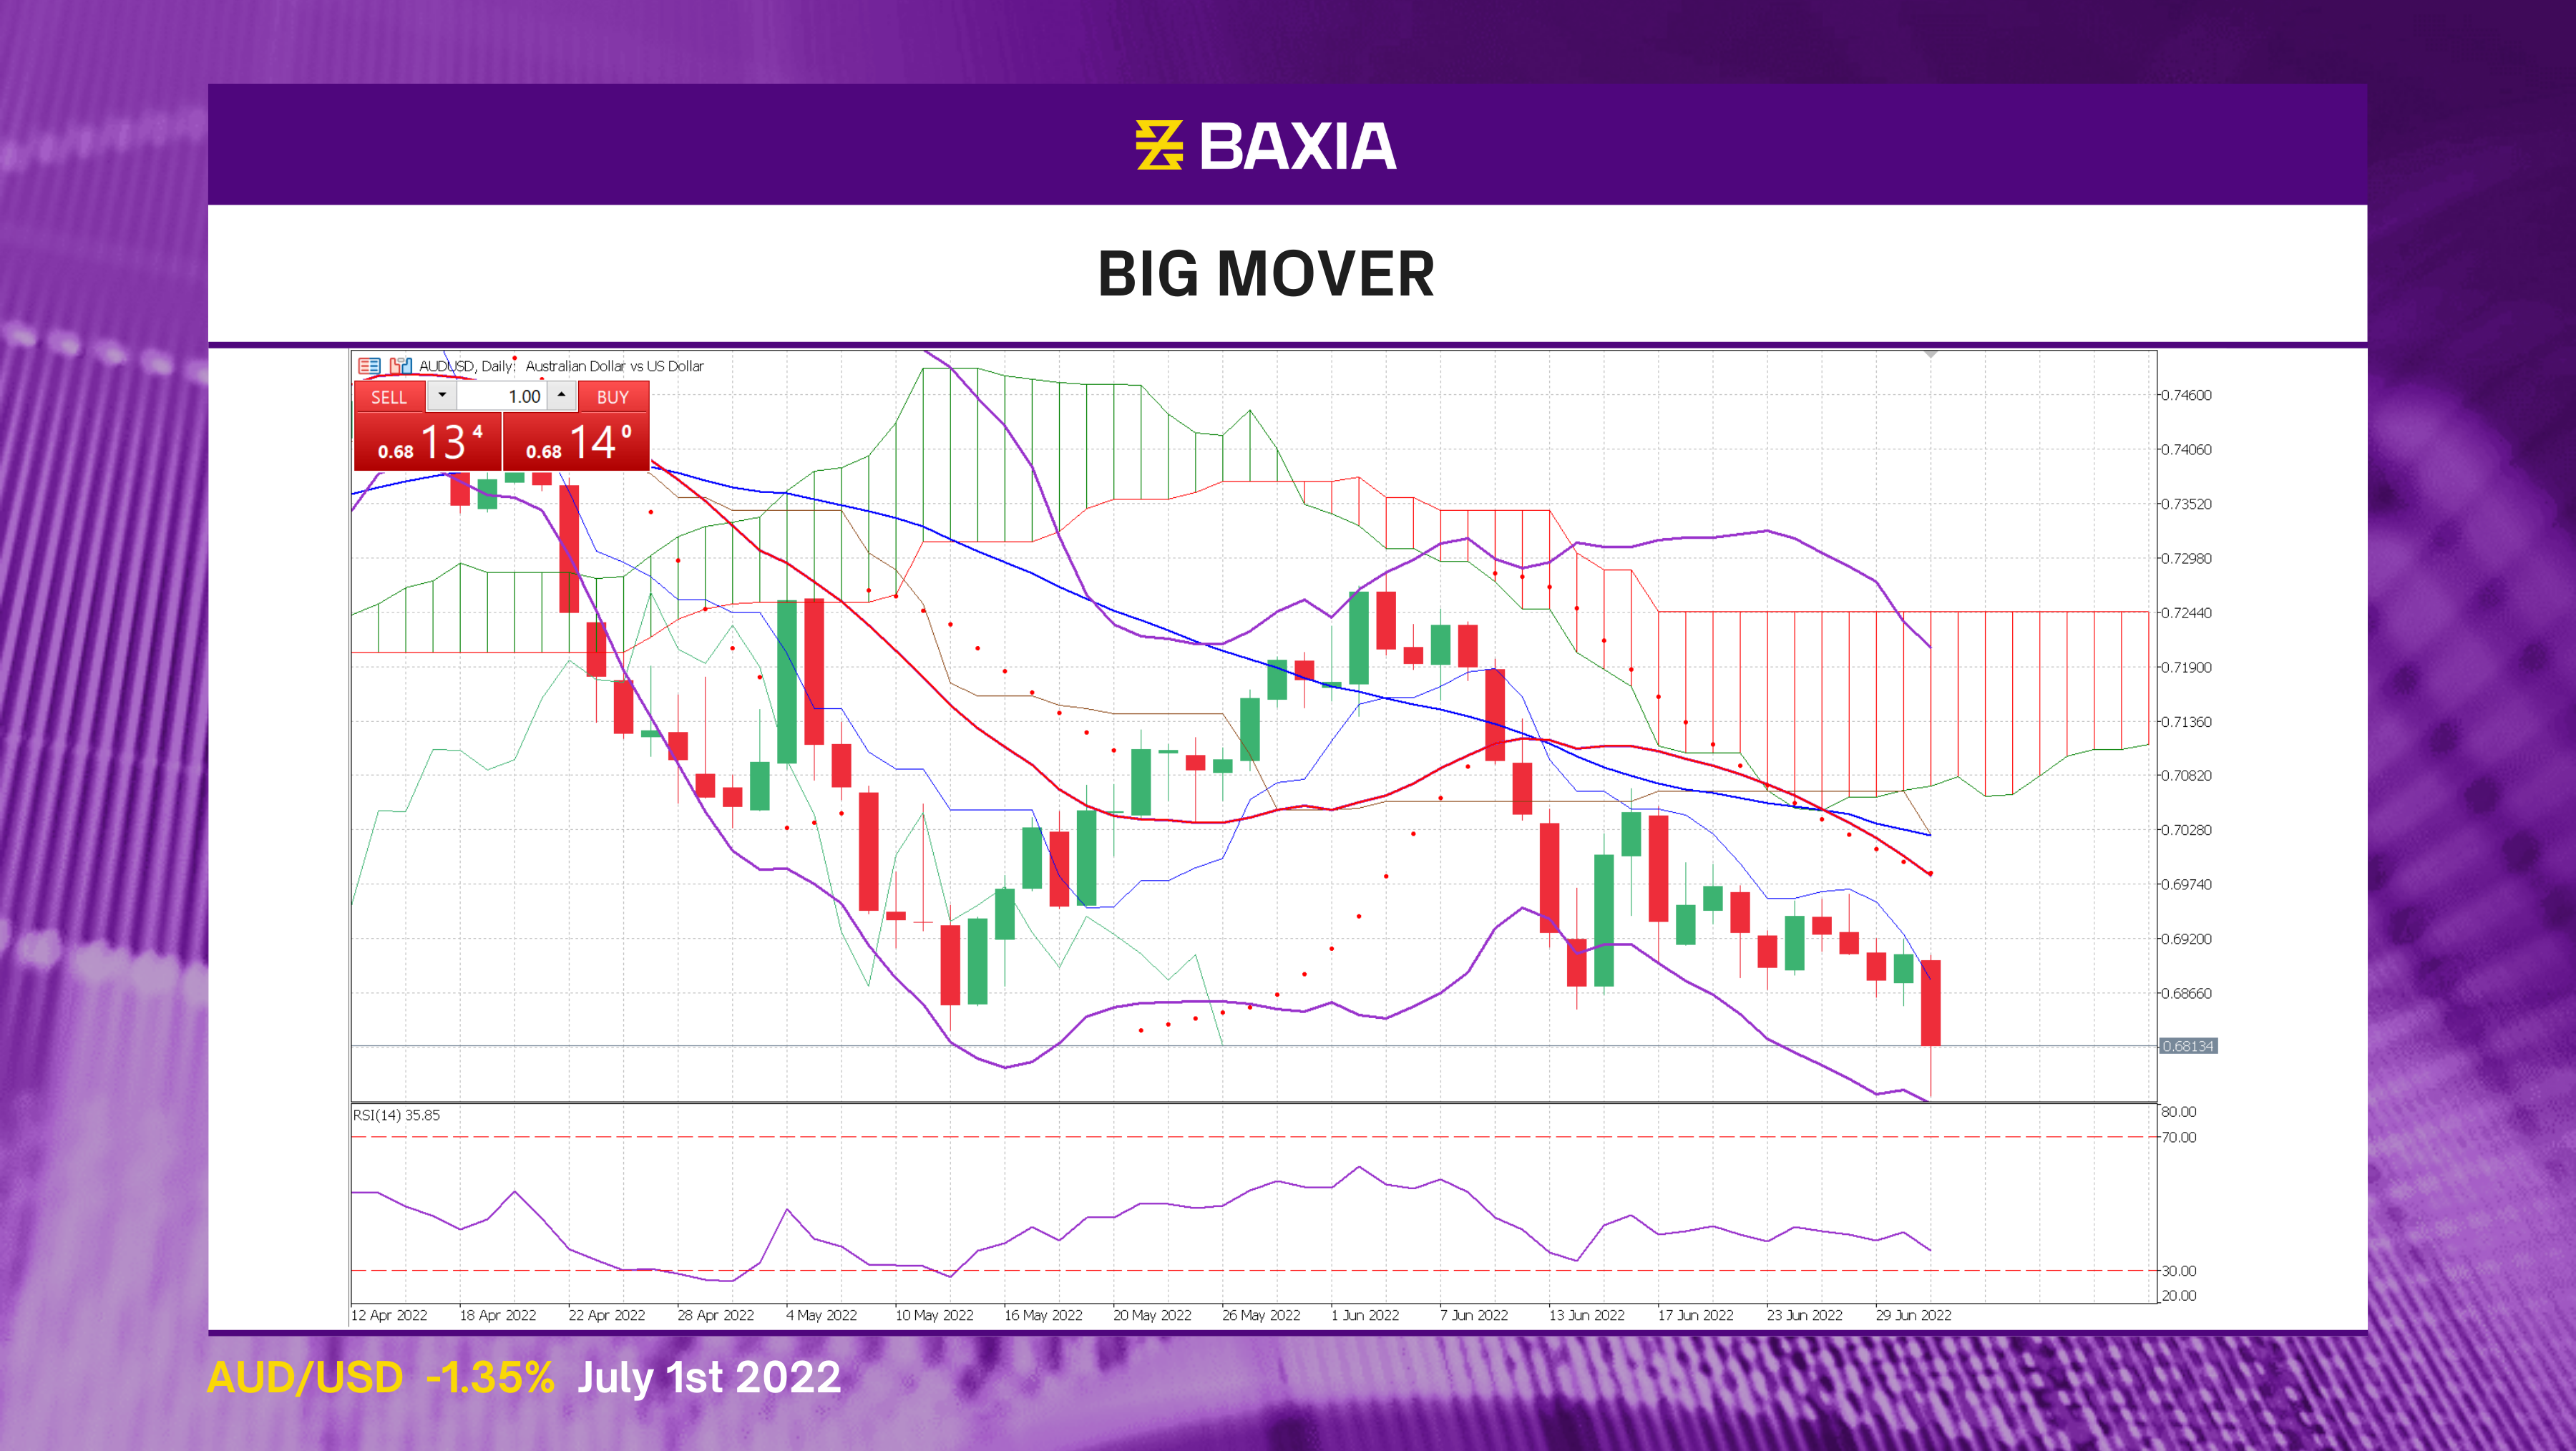 BAXIA
BIG MOVER
AUDUSD, Daily: Australian Dollar vs US Dollar
SELL 1.00 BUY
0.68 13 4 0.68 14 0
0.74600
0.74060
0.73520
0.72980
0.72440
0.71900
0.71360
0.70820
0.70280
0.69740
0.69200
0.68660
0.68134
RSI(14) 35.85
80.00
70.00
30.00
20.00
12 Apr 2022 18 Apr 2022 22 Apr 2022 28 Apr 2022 4 May 2022 10 May 2022 16 May 2022 20 May 2022 26 May 2022 1 Jun 2022 7 Jun 2022 13 Jun 2022 17 Jun 2022 23 Jun 2022 29 Jun 2022
AUD/USD -1.35% July 1st 2022